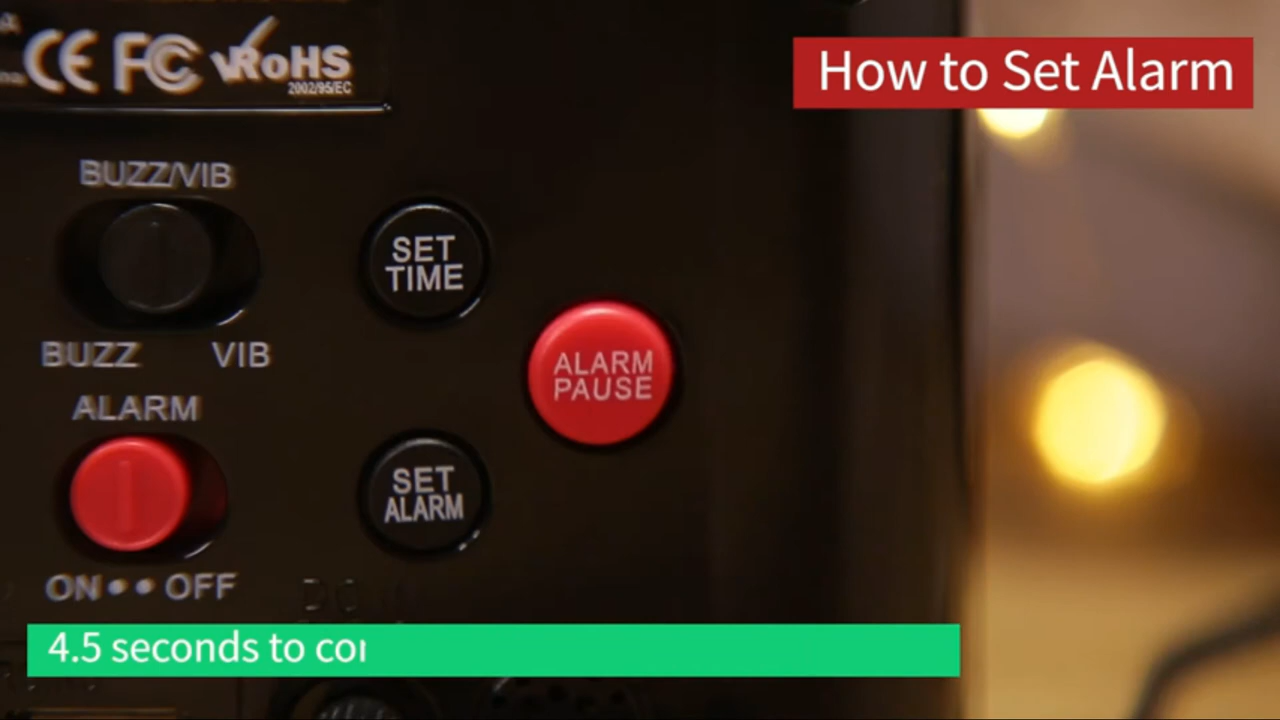 CE FC RoHS
2002/95/EC
How to Set Alarm
BUZZ/VIB
SET
TIME
BUZZ VIB
ALARM
PAUSE
ALARM
SET
ALARM
ON •• OFF
DC
4.5 seconds to co